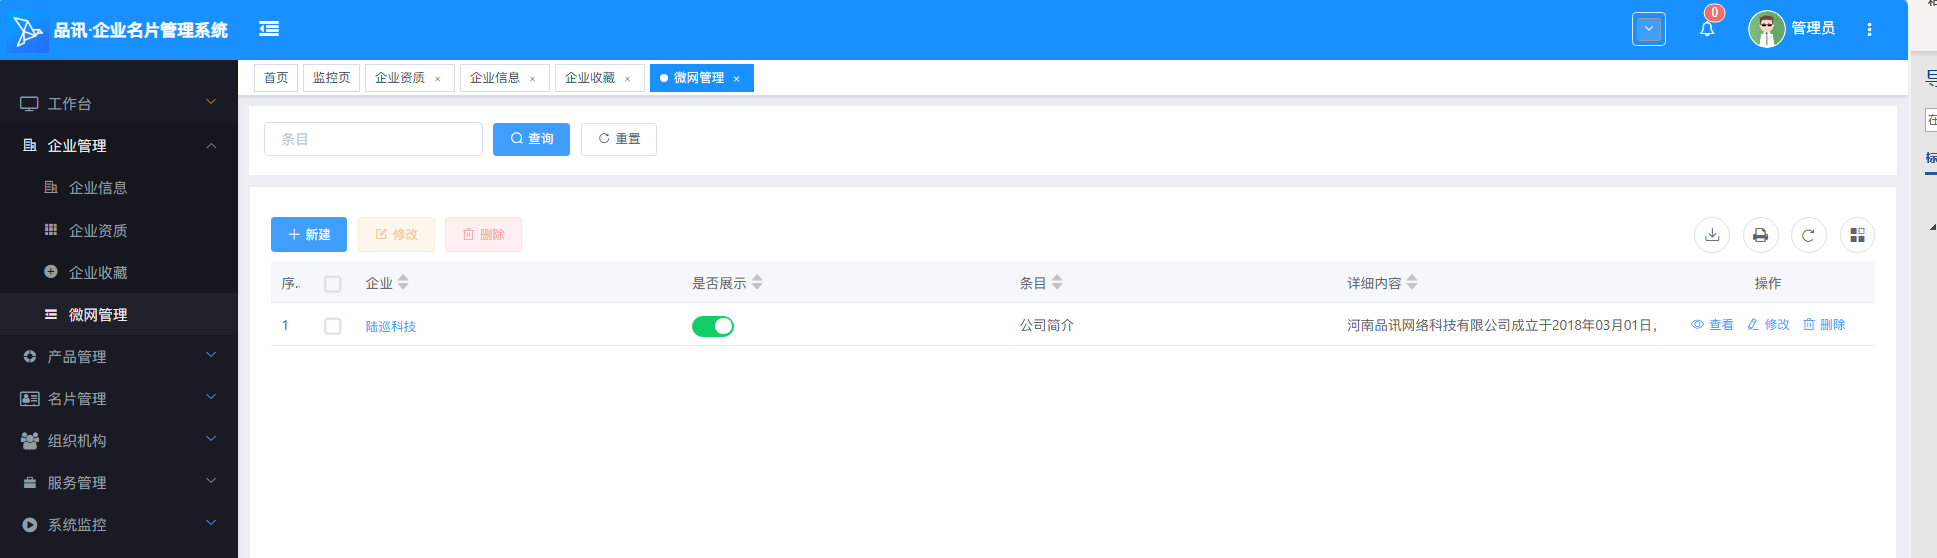 品讯·企业名片管理系统
0
管理员
首页 监控页 企业资质 × 企业信息 × 企业收藏 × 微网管理 ×
工作台
企业管理
企业信息
企业资质
企业收藏
微网管理
产品管理
名片管理
组织机构
服务管理
系统监控
条目 查询 重置
新建 修改 删除
序.. 企业 是否展示 条目 详细内容 操作
1 陆巡科技 公司简介 河南品讯网络科技有限公司成立于2018年03月01日， 查看 修改 删除